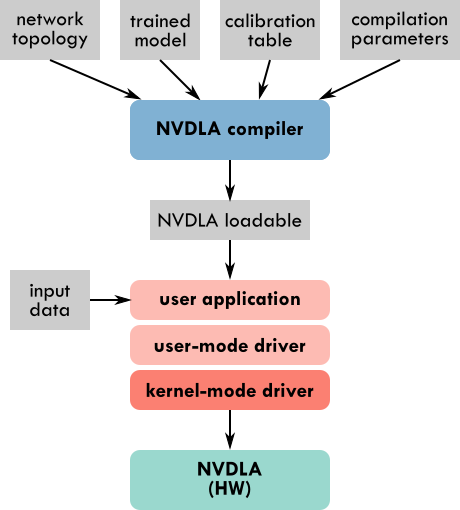 network
topology
trained
model
calibration
table
compilation
parameters
NVDLA compiler
NVDLA loadable
input
data
user application
user-mode driver
kernel-mode driver
NVDLA
(HW)